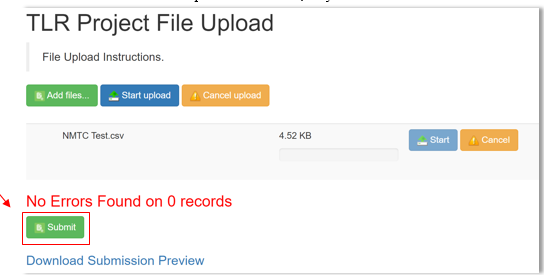 TLR Project File Upload
File Upload Instructions.
Add files... Start upload Cancel upload
NMTC Test.csv 4.52 KB Start Cancel
No Errors Found on 0 records
Submit
Download Submission Preview